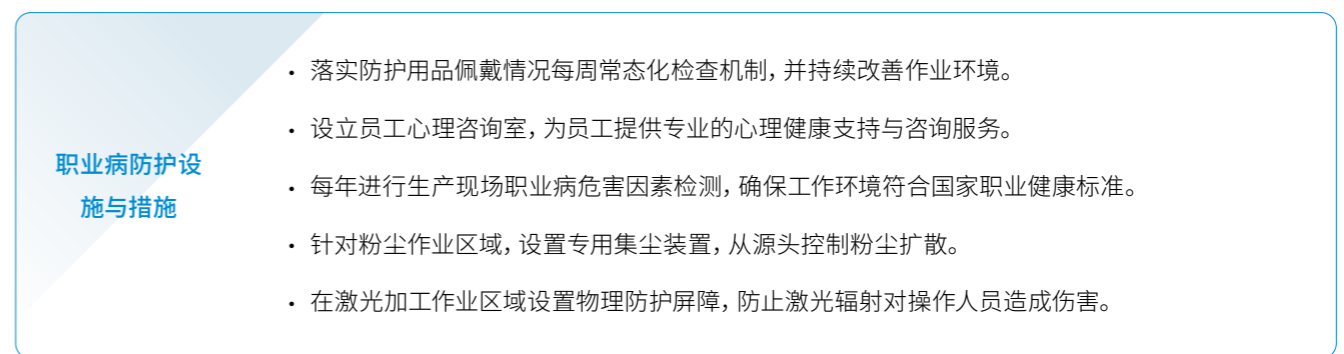 职业病防护设
施与措施
• 落实防护用品佩戴情况每周常态化检查机制，并持续改善作业环境。
• 设立员工心理咨询室，为员工提供专业的心理健康支持与咨询服务。
• 每年进行生产现场职业病危害因素检测，确保工作环境符合国家职业健康标准。
• 针对粉尘作业区域，设置专用集尘装置，从源头控制粉尘扩散。
• 在激光加工作业区域设置物理防护屏障，防止激光辐射对操作人员造成伤害。